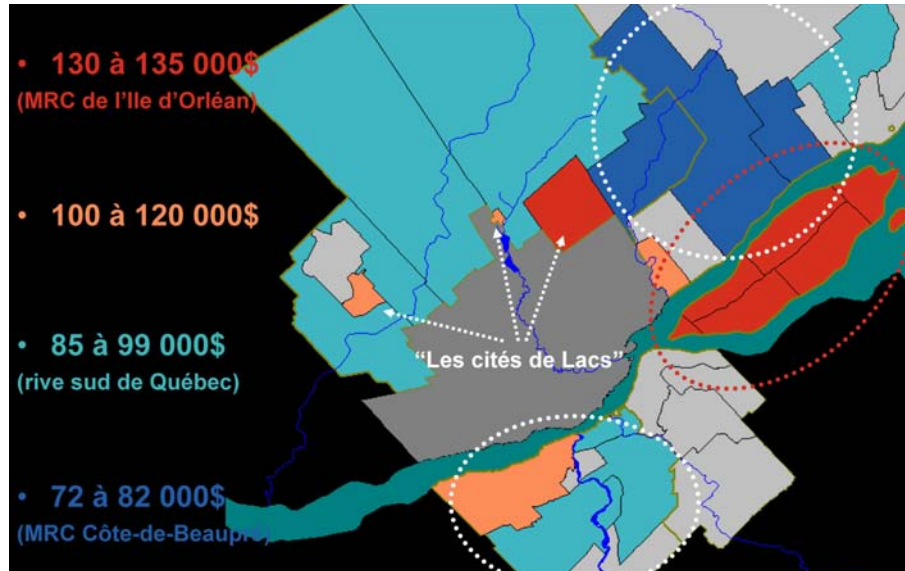 • 130 à 135 000$
(MRC de l'Ile d'Orléan)
• 100 à 120 000$
• 85 à 99 000$
(rive sud de Québec)
"Les cités de Lacs"
• 72 à 82 000$
(MRC Côte-de-Beaupré)